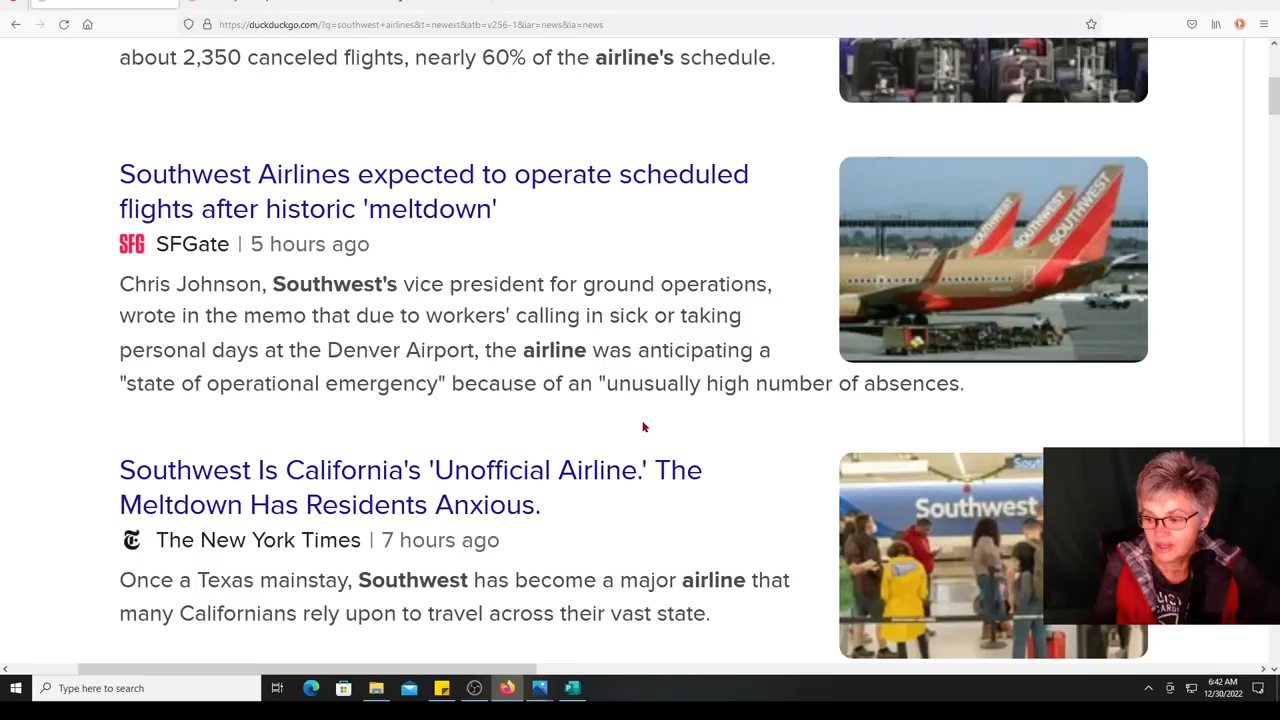 https://duckduckgo.com/?q=southwest+airlines&t=newext&atb=v256-1&iar=news&ia=news
about 2,350 canceled flights, nearly 60% of the airline's schedule.
Southwest Airlines expected to operate scheduled
flights after historic 'meltdown'
SFG SFGate | 5 hours ago
Chris Johnson, Southwest's vice president for ground operations,
wrote in the memo that due to workers' calling in sick or taking
personal days at the Denver Airport, the airline was anticipating a
"state of operational emergency" because of an "unusually high number of absences.
SOUTHWEST
SOUTHWEST
SOUTHWEST
Southwest Is California's 'Unofficial Airline.' The
Meltdown Has Residents Anxious.
The New York Times | 7 hours ago
Once a Texas mainstay, Southwest has become a major airline that
many Californians rely upon to travel across their vast state.
Southwest
Type here to search
6:42 AM
12/30/2022